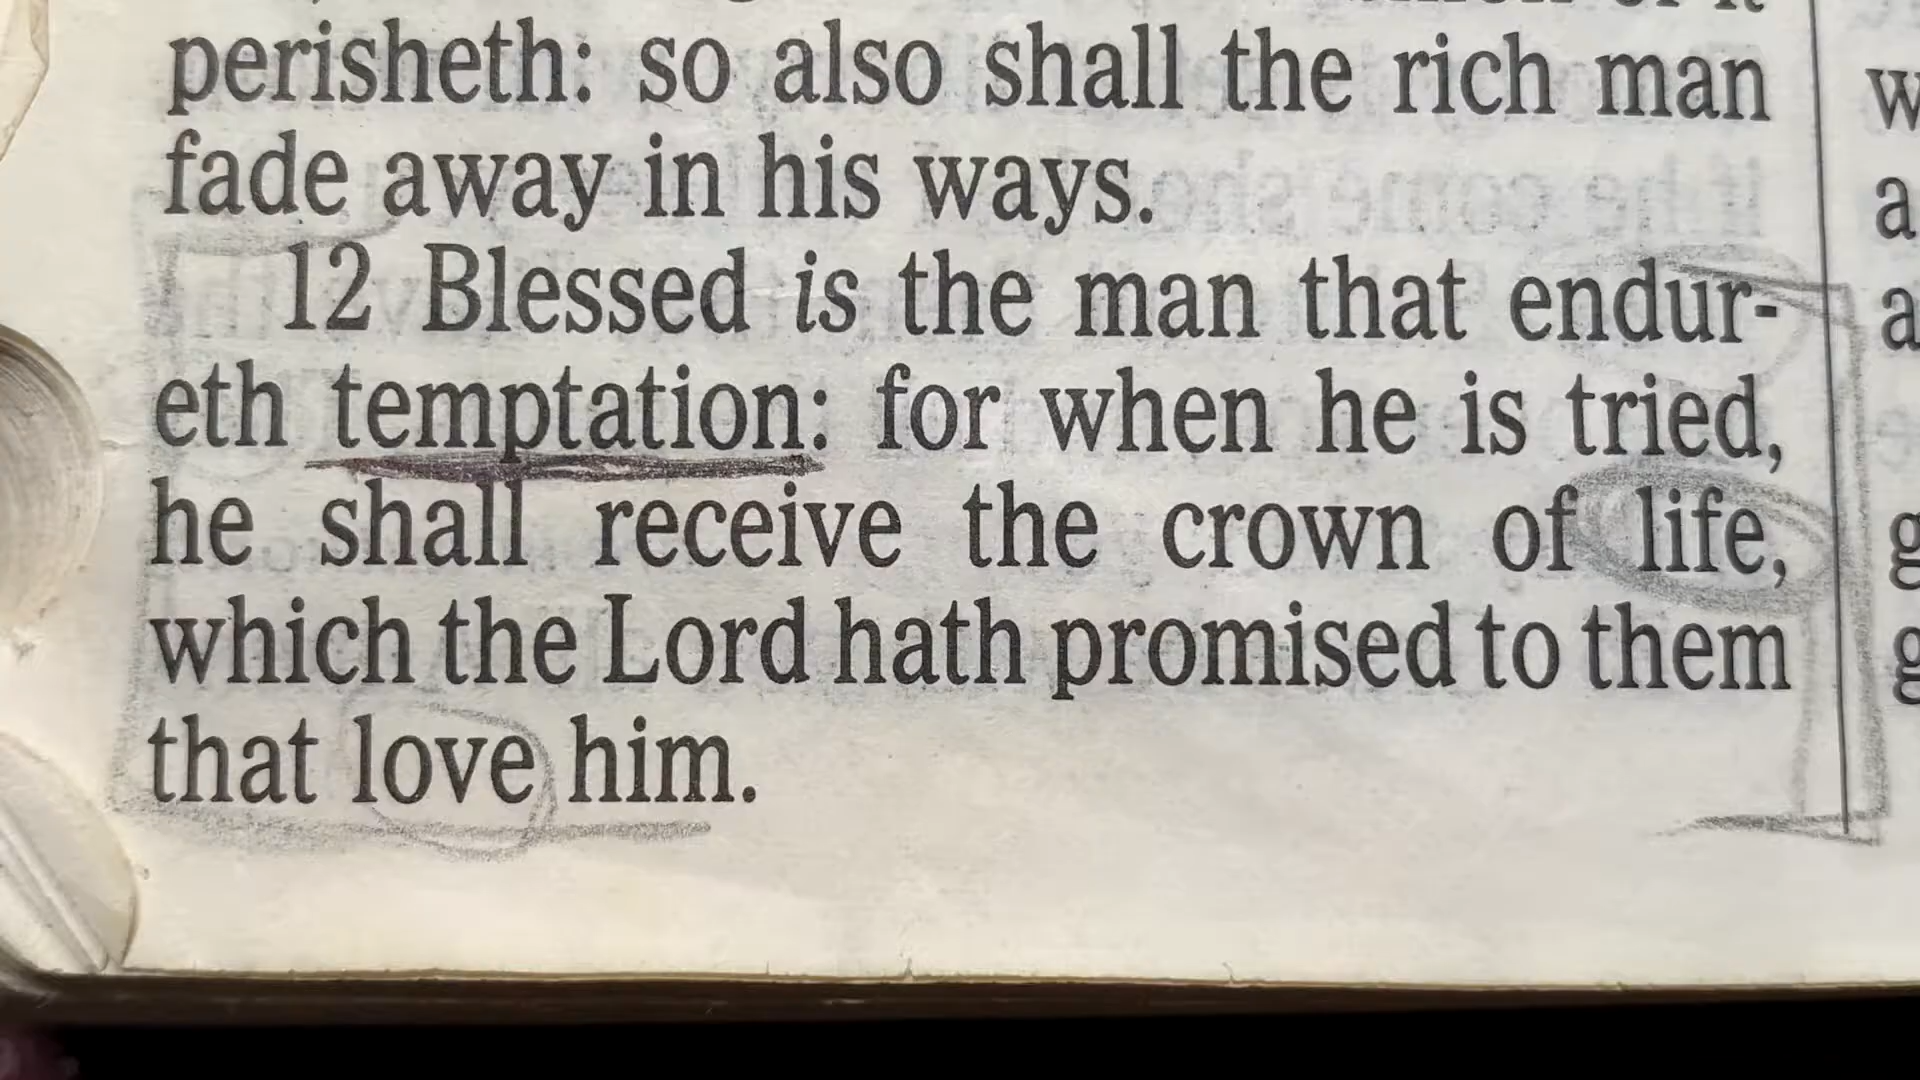 of it
perisheth: so also shall the rich man
fade away in his ways.
12 Blessed is the man that endur-
eth temptation: for when he is tried,
he shall receive the crown of life,
which the Lord hath promised to them
that love him.